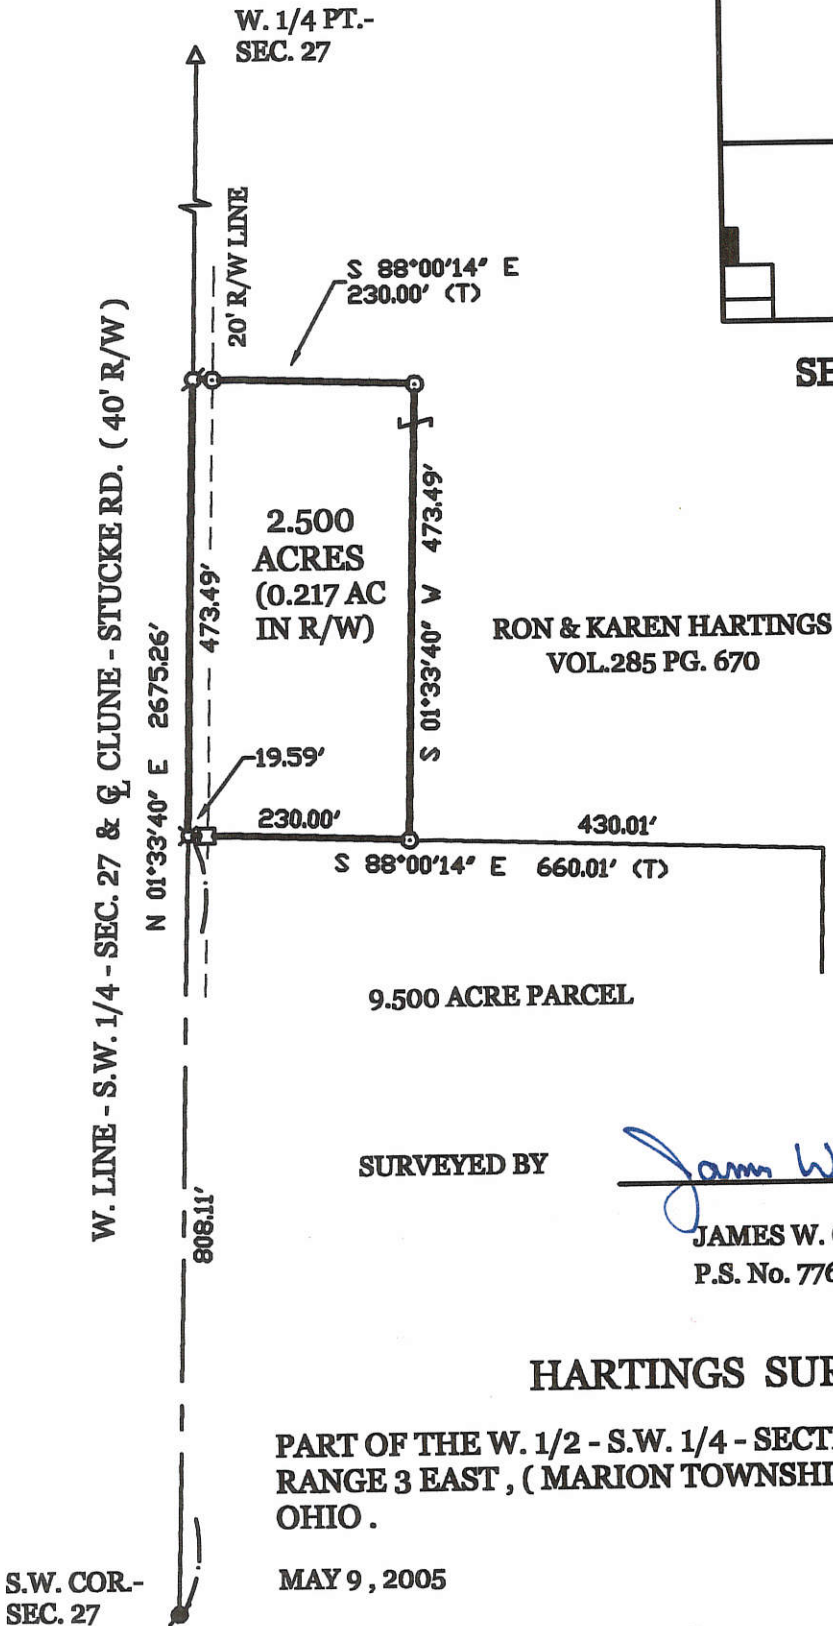 W. 1/4 PT.-
SEC. 27
20' R/W LINE
S 88°00'14" E
230.00' (T)
W. LINE - S.W. 1/4 - SEC. 27 & ℄ CLUNE - STUCKE RD. ( 40' R/W )
N 01°33'40" E 2675.26'
473.49'
2.500
ACRES
(0.217 AC
IN R/W)
S 01°33'40" W 473.49'
RON & KAREN HARTINGS
VOL.285 PG. 670
19.59'
230.00'
430.01'
S 88°00'14" E 660.01' (T)
9.500 ACRE PARCEL
808.11'
SURVEYED BY
JAMES W.
P.S. No. 776
HARTINGS SUR
PART OF THE W. 1/2 - S.W. 1/4 - SECT
RANGE 3 EAST , ( MARION TOWNSHI
OHIO .
MAY 9 , 2005
S.W. COR.-
SEC. 27